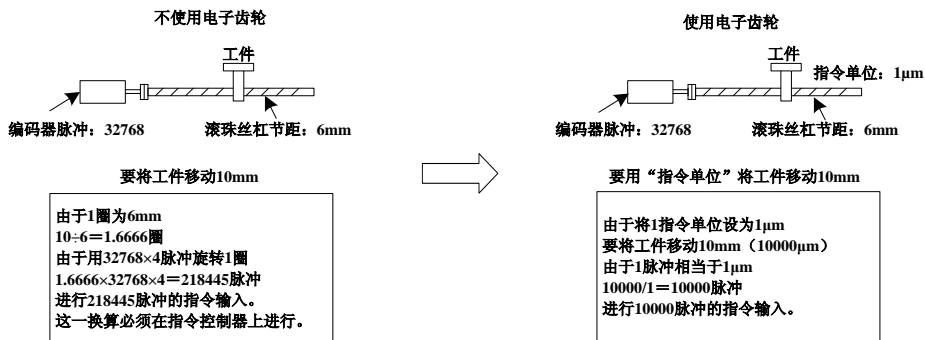 不使用电子齿轮
工件
编码器脉冲：32768
滚珠丝杠节距：6mm
要将工件移动10mm
由于1圈为6mm
10÷6＝1.6666圈
由于用32768×4脉冲旋转1圈
1.6666×32768×4＝218445脉冲
进行218445脉冲的指令输入。
这一换算必须在指令控制器上进行。
使用电子齿轮
工件
指令单位：1μm
编码器脉冲：32768
滚珠丝杠节距：6mm
要用“指令单位”将工件移动10mm
由于将1指令单位设为1μm
要将工件移动10mm（10000μm）
由于1脉冲相当于1μm
10000/1＝10000脉冲
进行10000脉冲的指令输入。